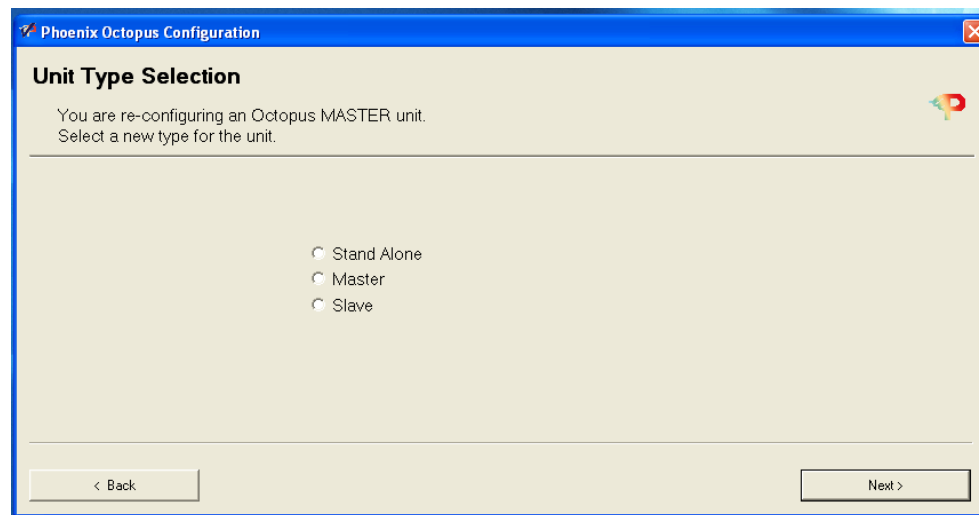 Phoenix Octopus Configuration
Unit Type Selection
You are re-configuring an Octopus MASTER unit.
Select a new type for the unit.
Stand Alone
Master
Slave
< Back
Next >